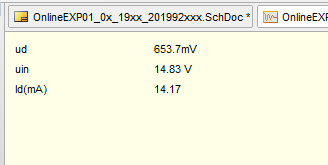 OnlineEXP01_0x_19xx_201992xxx.SchDoc * OnlineEXP
ud 653.7mV
uin 14.83 V
Id(mA) 14.17